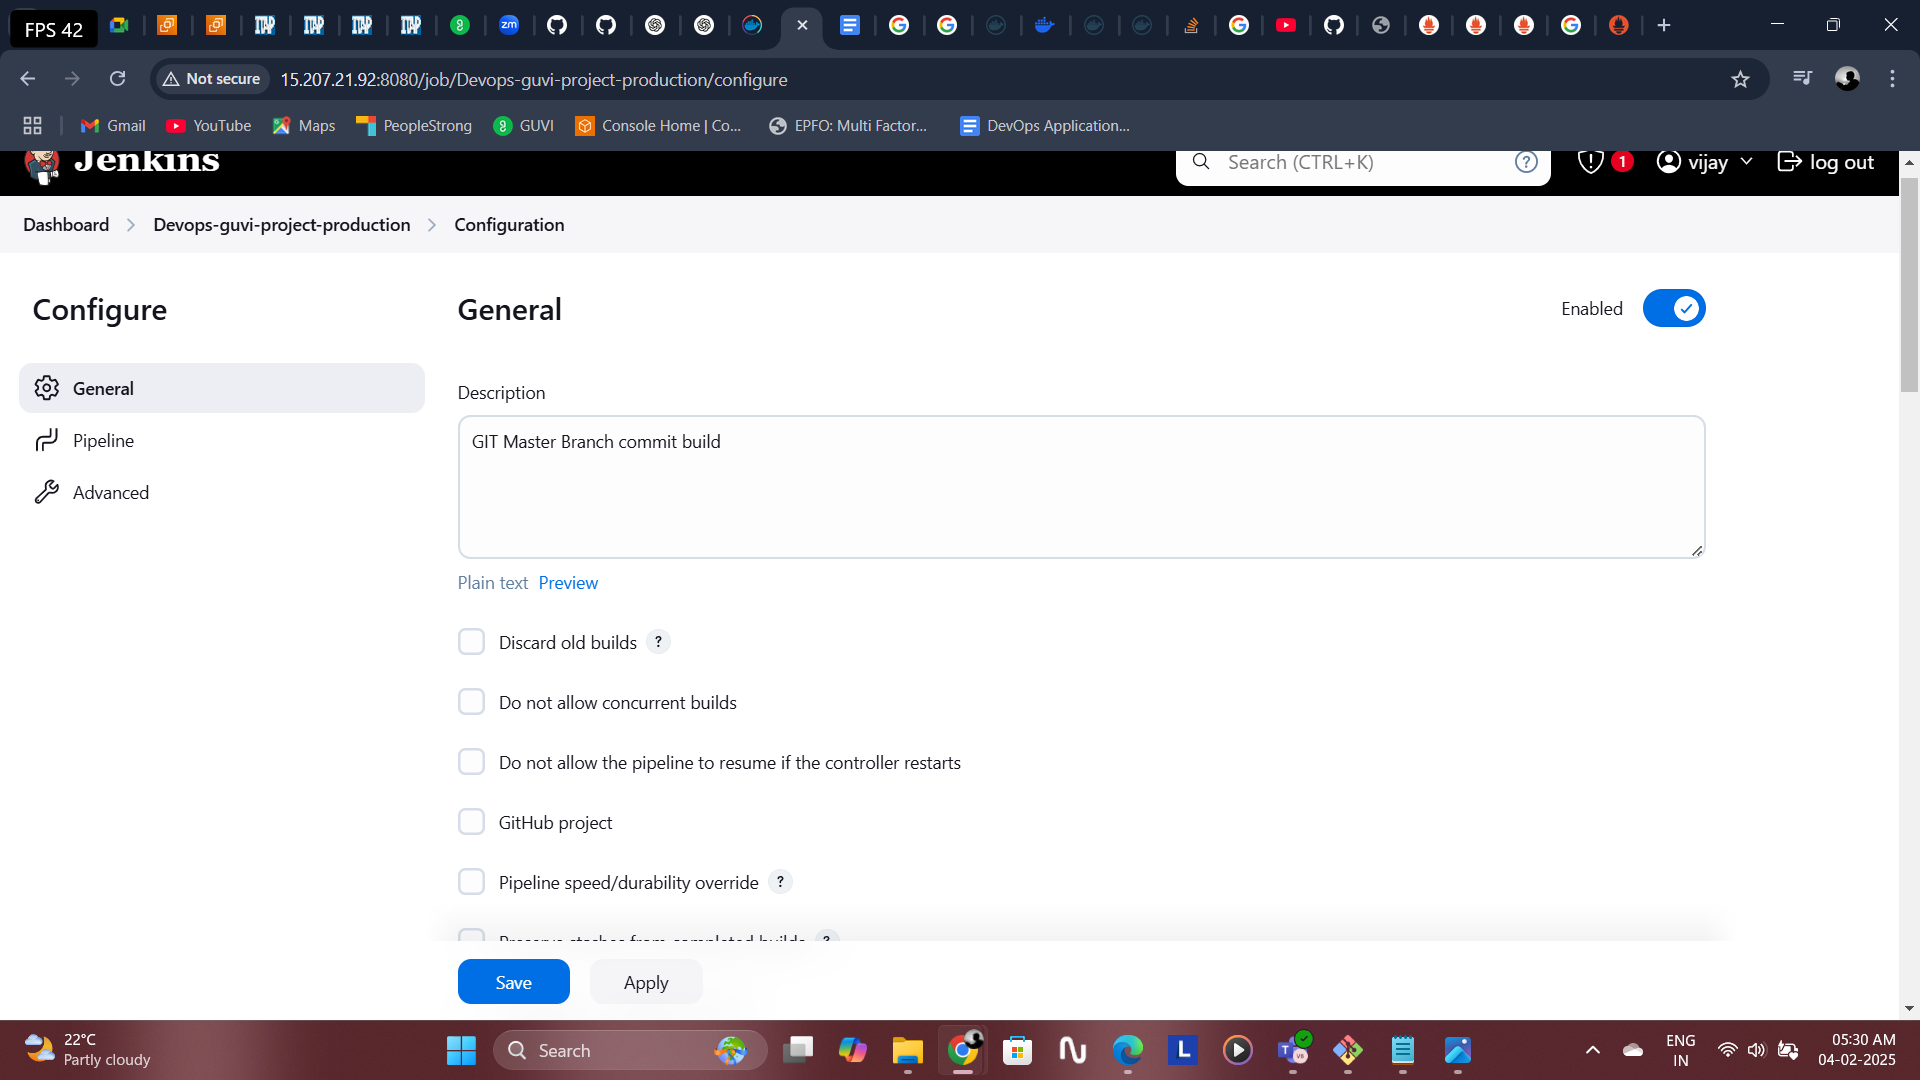 FPS 42
Not secure
15.207.21.92:8080/job/Devops-guvi-project-production/configure
Gmail
YouTube
Maps
PeopleStrong
GUVI
Console Home | Co...
EPFO: Multi Factor...
DevOps Application...
Jenkins
Search (CTRL+K)
?
1
vijay
log out
Dashboard
Devops-guvi-project-production
Configuration
Configure
General
Enabled
General
Pipeline
Advanced
Description
GIT Master Branch commit build
Plain text Preview
Discard old builds ?
Do not allow concurrent builds
Do not allow the pipeline to resume if the controller restarts
GitHub project
Pipeline speed/durability override ?
Preserve stashes from completed builds ?
Save
Apply
22°C
Partly cloudy
Search
ENG
IN
05:30 AM
04-02-2025